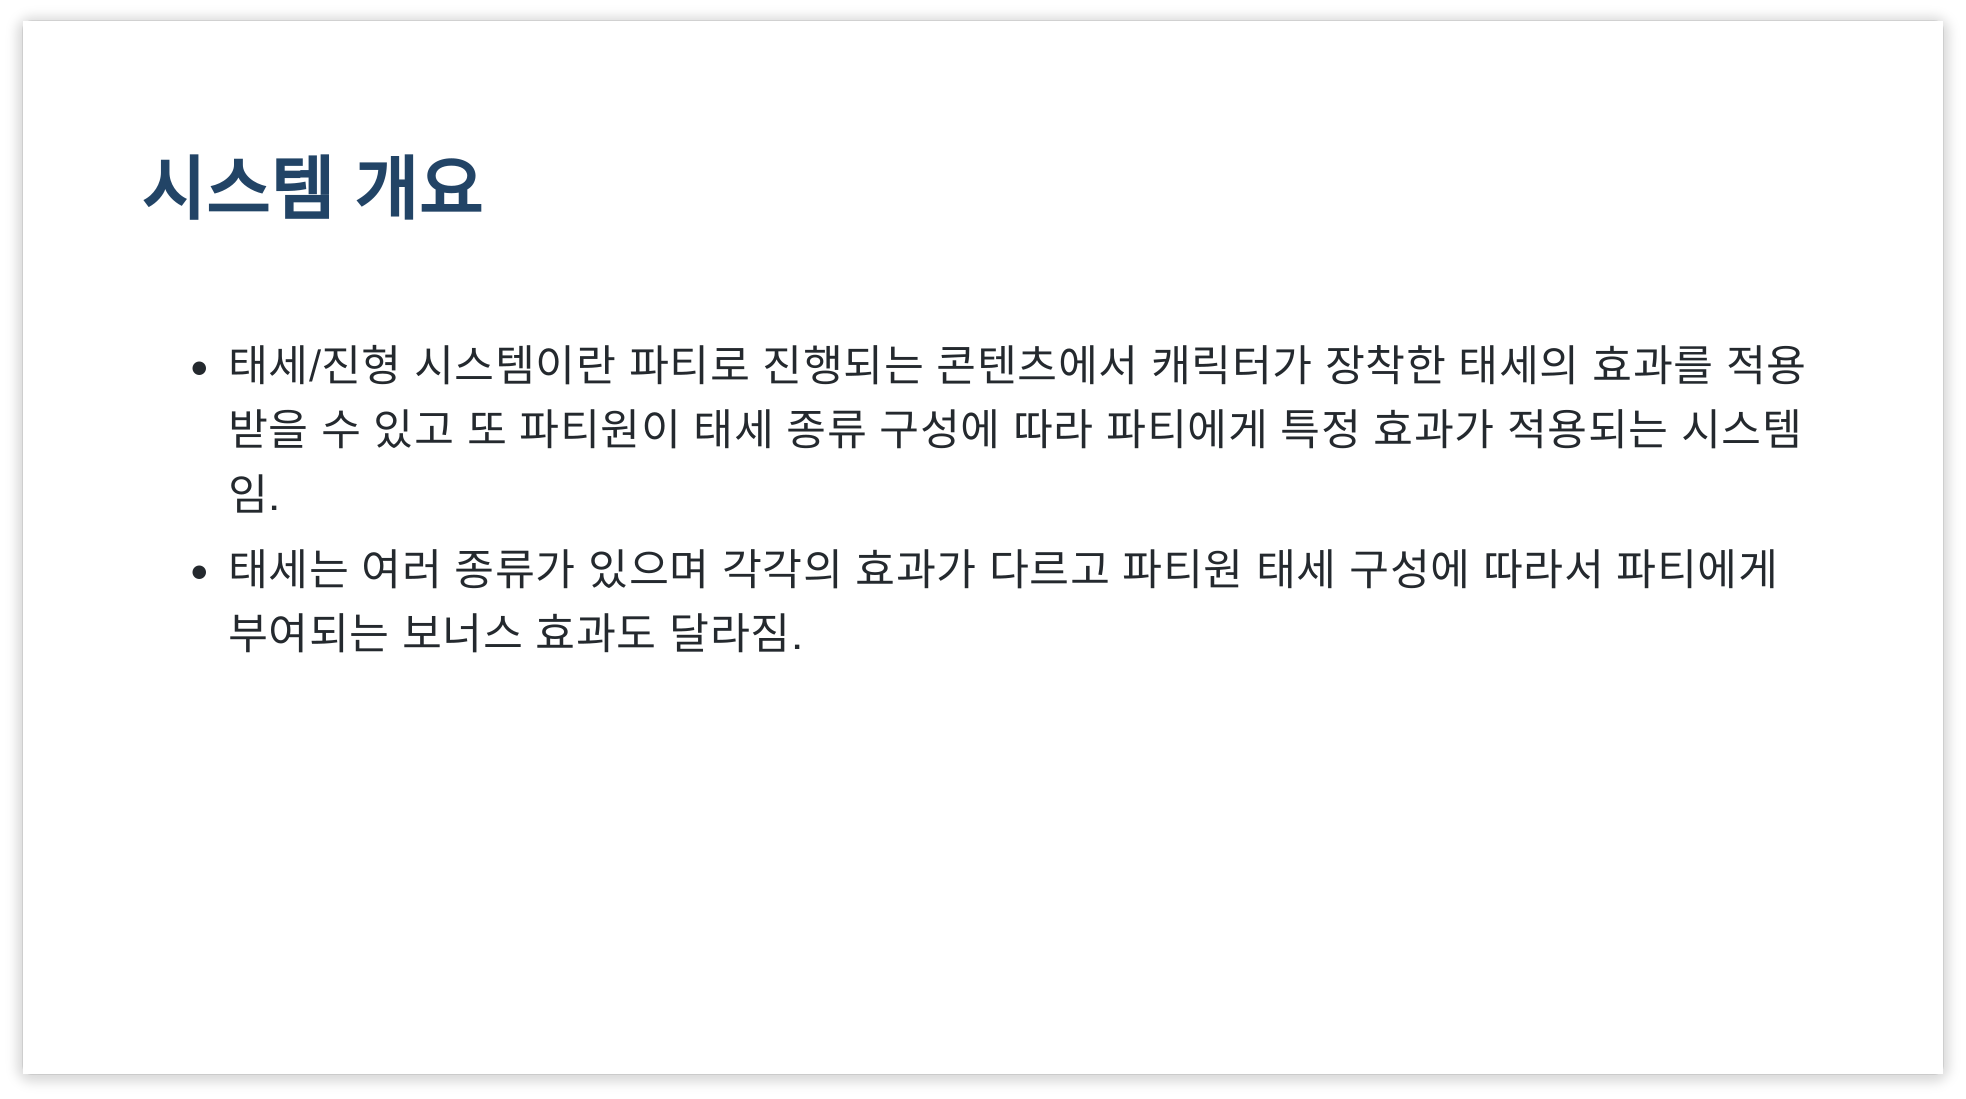 시스템 개요
• 태세/진형 시스템이란 파티로 진행되는 콘텐츠에서 캐릭터가 장착한 태세의 효과를 적용
받을 수 있고 또 파티원이 태세 종류 구성에 따라 파티에게 특정 효과가 적용되는 시스템
임.
• 태세는 여러 종류가 있으며 각각의 효과가 다르고 파티원 태세 구성에 따라서 파티에게
부여되는 보너스 효과도 달라짐.